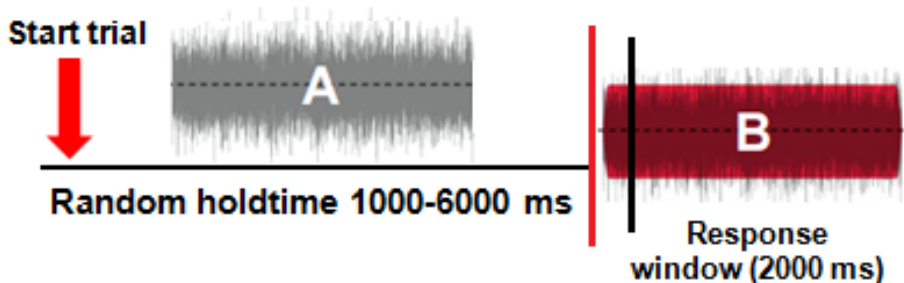 Start trial
A
B
Random holdtime 1000-6000 ms
Response
window (2000 ms)